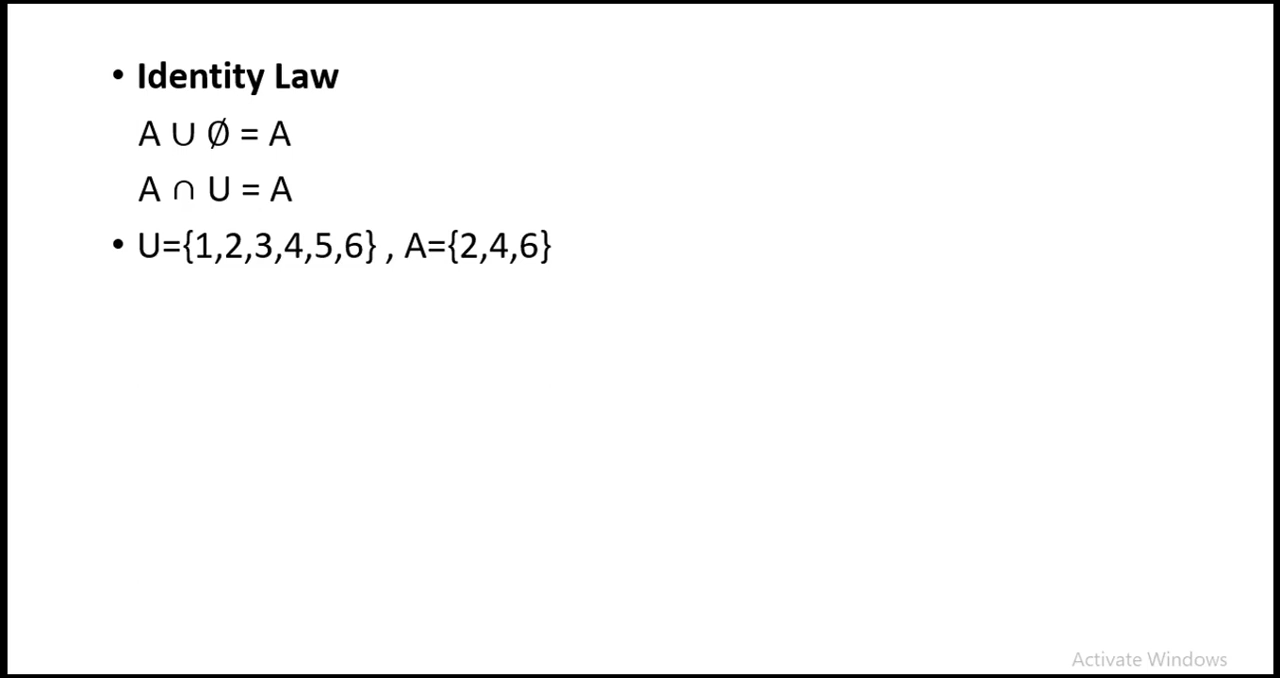 • Identity Law
A ∪ ∅ = A
A ∩ U = A
• U={1,2,3,4,5,6} , A={2,4,6}
Activate Windows